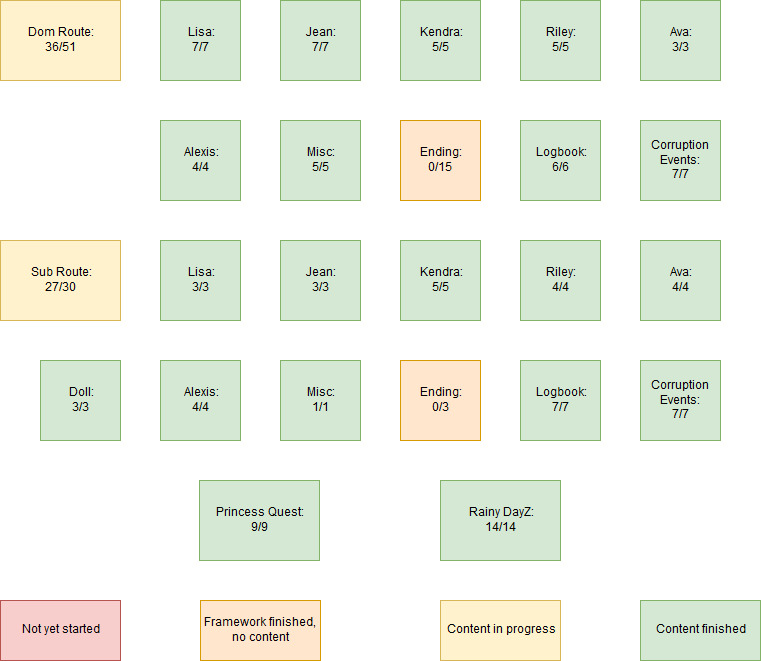 Dom Route:
36/51
Lisa:
7/7
Jean:
7/7
Kendra:
5/5
Riley:
5/5
Ava:
3/3
Alexis:
4/4
Misc:
5/5
Ending:
0/15
Logbook:
6/6
Corruption
Events:
7/7
Sub Route:
27/30
Lisa:
3/3
Jean:
3/3
Kendra:
5/5
Riley:
4/4
Ava:
4/4
Doll:
3/3
Alexis:
4/4
Misc:
1/1
Ending:
0/3
Logbook:
7/7
Corruption
Events:
7/7
Princess Quest:
9/9
Rainy DayZ:
14/14
Not yet started
Framework finished,
no content
Content in progress
Content finished